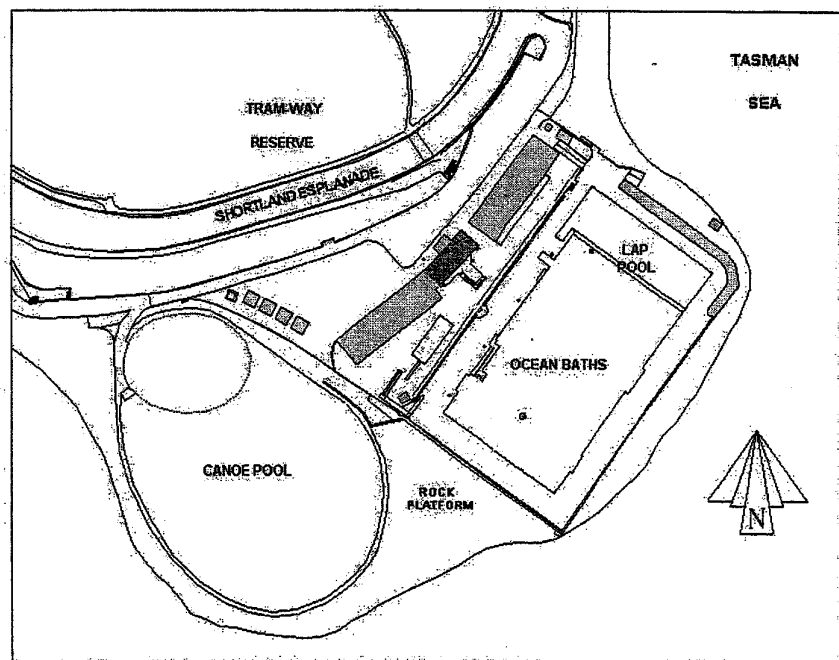 TASMAN
SEA
TRAM-WAY
RESERVE
SHORTLAND ESPLANADE
LAP
POOL
OCEAN BATHS
CANOE POOL
ROCK
PLATFORM
N